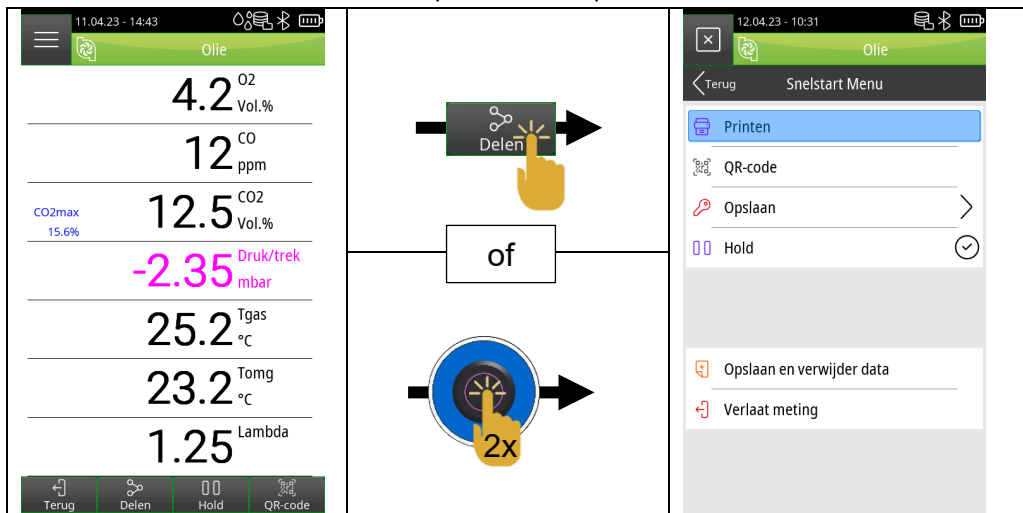 11.04.23 - 14:43
Olie
4.2 O2 Vol.%
12 CO ppm
CO2max 15.6%
12.5 CO2 Vol.%
-2.35 Druk/trek mbar
25.2 Tgas °C
23.2 Tomg °C
1.25 Lambda
Terug Delen Hold QR-code
Delen
of
2x
12.04.23 - 10:31
Olie
Terug Snelstart Menu
Printen
QR-code
Opslaan
Hold
Opslaan en verwijder data
Verlaat meting